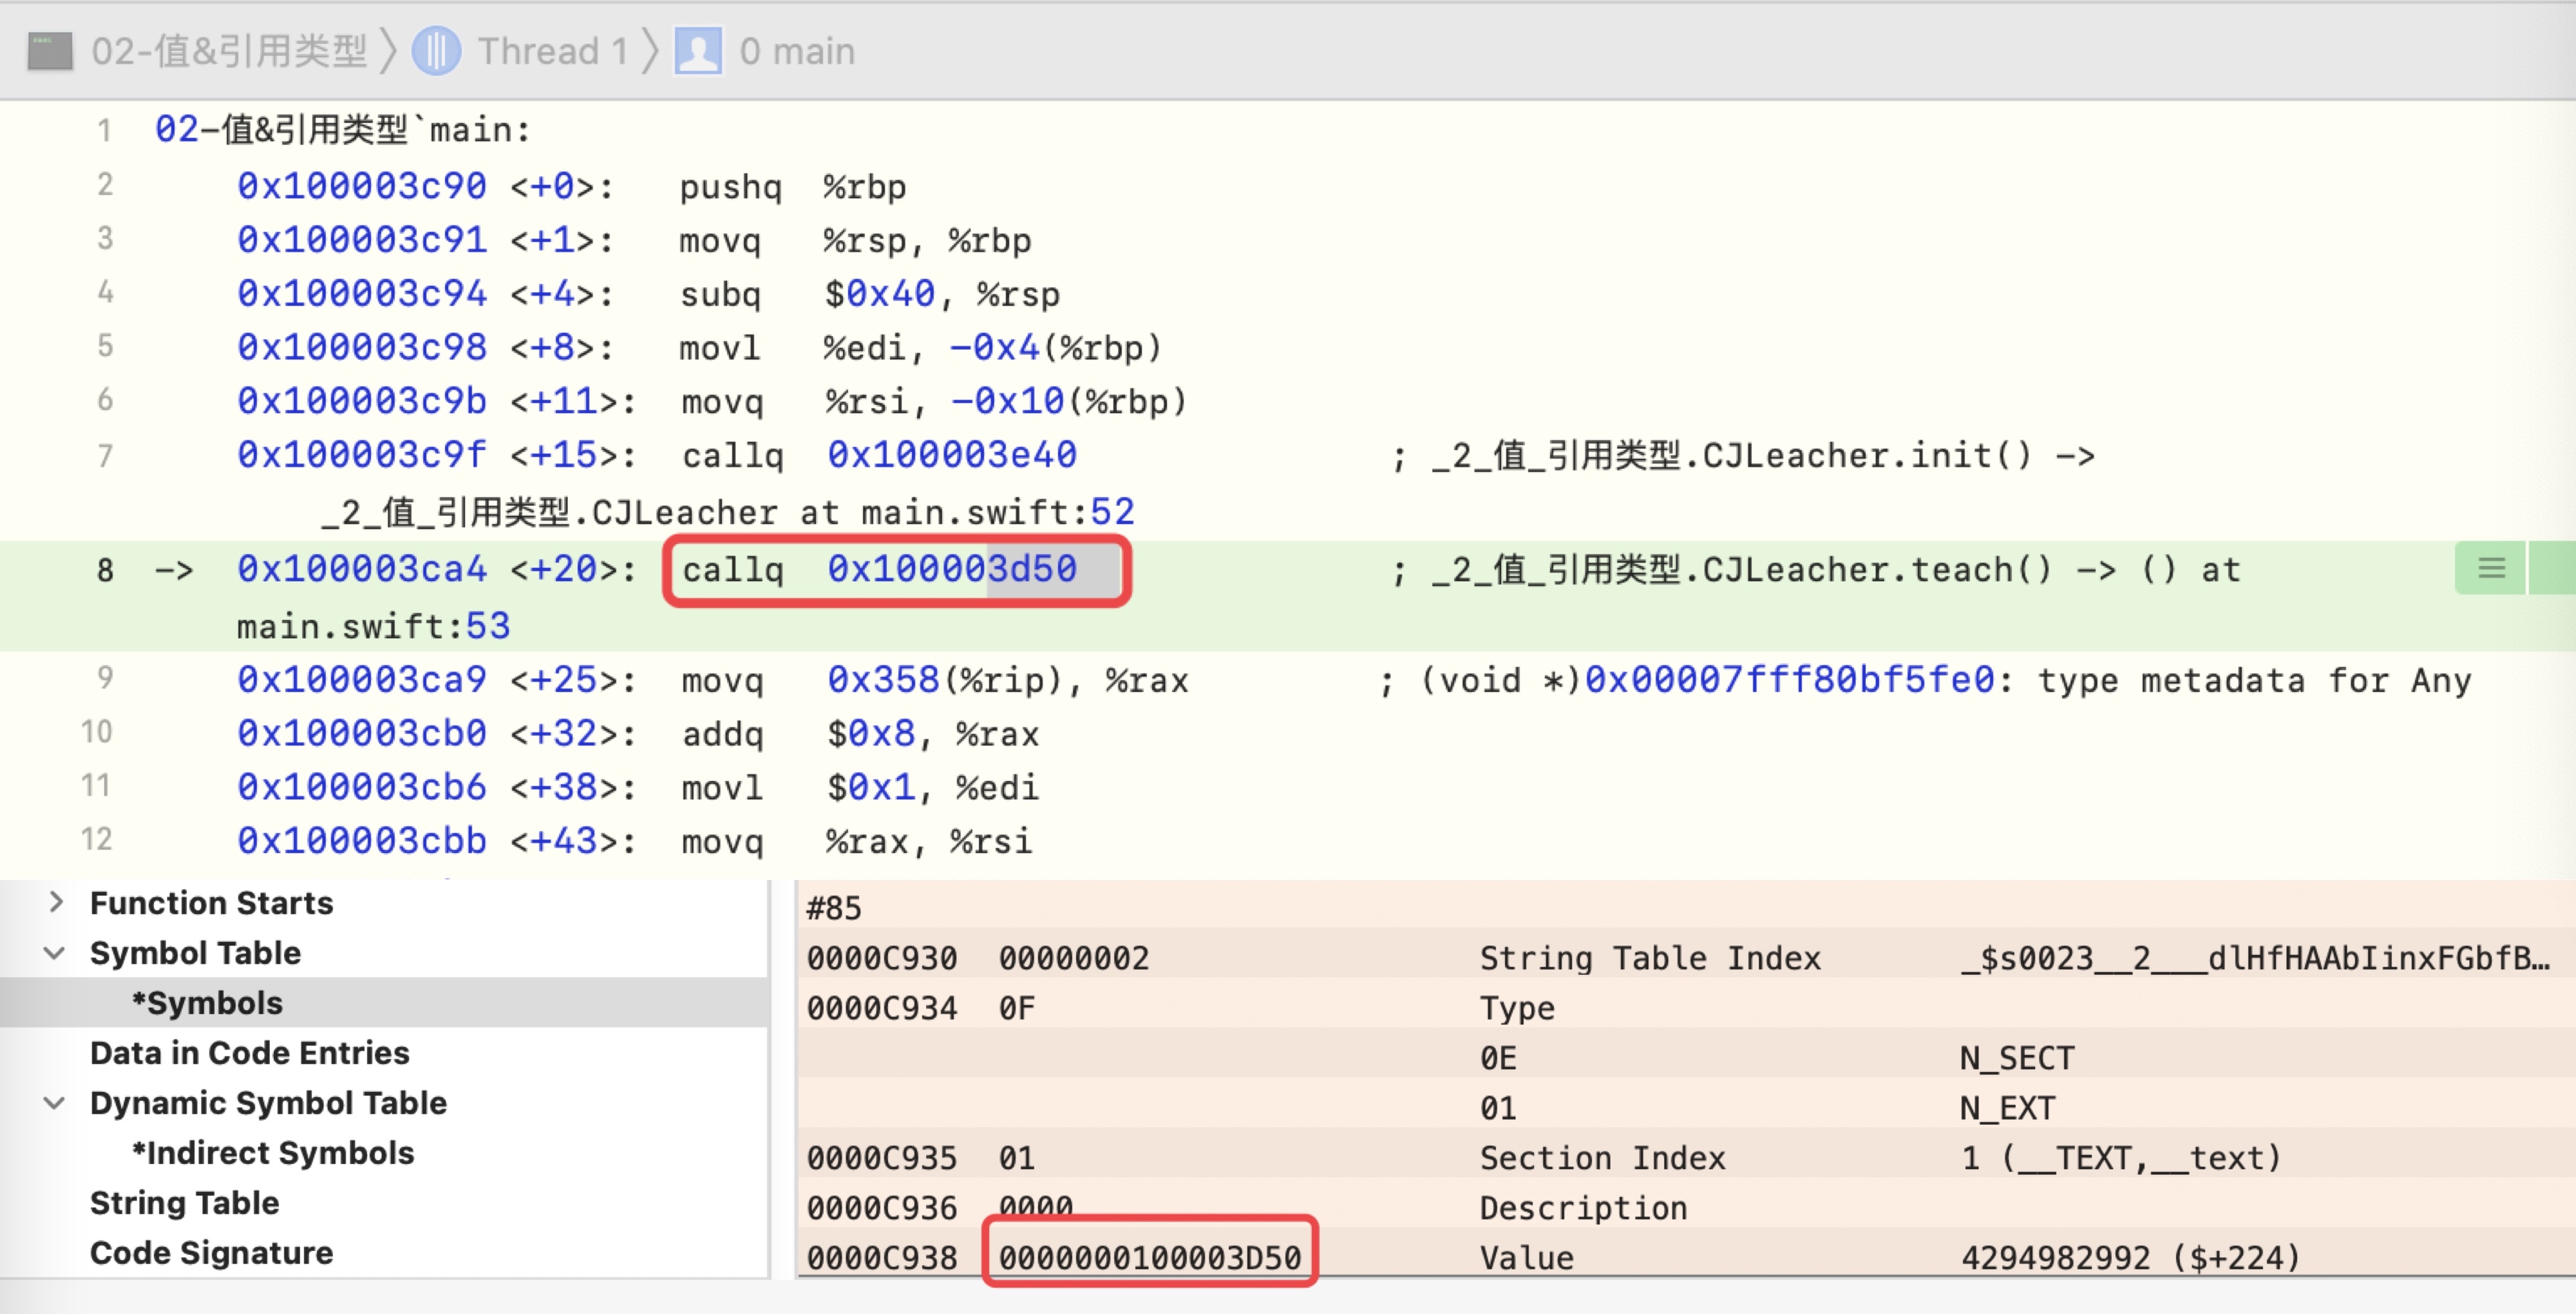 02-值&引用类型 〉 Thread 1 〉 0 main
1 02-值&引用类型`main:
2 0x100003c90 <+0>: pushq %rbp
3 0x100003c91 <+1>: movq %rsp, %rbp
4 0x100003c94 <+4>: subq $0x40, %rsp
5 0x100003c98 <+8>: movl %edi, -0x4(%rbp)
6 0x100003c9b <+11>: movq %rsi, -0x10(%rbp)
7 0x100003c9f <+15>: callq 0x100003e40 ; _2_值_引用类型.CJLeacher.init() ->
_2_值_引用类型.CJLeacher at main.swift:52
8 -> 0x100003ca4 <+20>: callq 0x100003d50 ; _2_值_引用类型.CJLeacher.teach() -> () at
main.swift:53
9 0x100003ca9 <+25>: movq 0x358(%rip), %rax ; (void *)0x00007fff80bf5fe0: type metadata for Any
10 0x100003cb0 <+32>: addq $0x8, %rax
11 0x100003cb6 <+38>: movl $0x1, %edi
12 0x100003cbb <+43>: movq %rax, %rsi
Function Starts
Symbol Table
*Symbols
Data in Code Entries
Dynamic Symbol Table
*Indirect Symbols
String Table
Code Signature
#85
0000C930 00000002 String Table Index _$s0023__2___dlHfHAAbIinxFGbfB…
0000C934 0F Type
0E N_SECT
01 N_EXT
0000C935 01 Section Index 1 (__TEXT,__text)
0000C936 0000 Description
0000C938 0000000100003D50 Value 4294982992 ($+224)